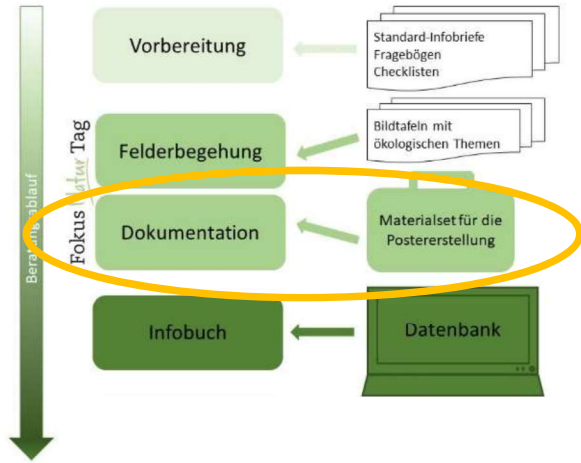 Vorbereitung
Standard-Infobriefe
Fragebögen
Checklisten
Fokus Natur Tag
Felderbegehung
Bildtafeln mit
ökologischen Themen
Beratungsablauf
Dokumentation
Materialset für die
Postererstellung
Infobuch
Datenbank